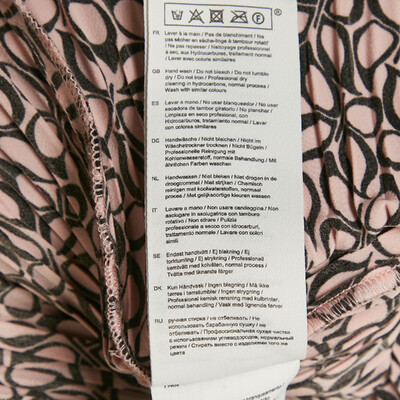 FR Laver à la main / Pas de blanchiment / Ne
pas sécher en sèche-linge à tambour rotatif
/ Ne pas repasser / Nettoyage professionnel
à sec aux hydrocarbures, traitement normal
/ Laver avec coloris similaires
GB Hand wash / Do not bleach / Do not tumble
dry / Do not iron / Professional dry
cleaning in hydrocarbons, normal process /
Wash with similar colours
ES Lavar a mano / No usar blanqueador / No usar
secadora de tambor giratorio / No planchar /
Limpieza en seco profesional, con
Hidrocarburos, tratamiento normal / Lavar
con colores similares
DE Handwäsche / Nicht bleichen / Nicht im
Wäschetrockner trocknen / Nicht Bügeln /
Professionelle Reinigung mit
Kohlenwasserstoff, normale Behandlung / Mit
ähnlichen Farben waschen
NL Handwassen / Niet bleken / Niet drogen in de
droogtrommel / Niet strijken / Chemisch
reinigen met koolwaterstoffen, normaal
proces / Met gelijksoortige kleuren wassen
IT Lavare a mano / Non usare candeggina / Non
asciugare in asciugatrice con tamburo
rotativo / Non stirare / Pulizia
professionale a secco con idrocarburi,
trattamento normale / Lavare con colori
simili
SE Endast handtvätt / Ej blekning / Ej
torktumling / Ej strykning / Professionell
kemtvätt med kolväten, normal process /
Tvätta med liknande färger
DK Kun Håndvask / Ingen blegning / Må ikke
tørres i tørretumbler / Ingen strygning /
Professionel kemisk rensning med kulbrinter,
normal behandling / Vask med lignende farver
RU ручная стирка / не отбеливать / Не
использовать барабанную сушку / не
отбеливать / Профессиональная сухая чистка
с использованием углеводородов, нормальный
режим / Стирать вместе с изделиями того же
цвета